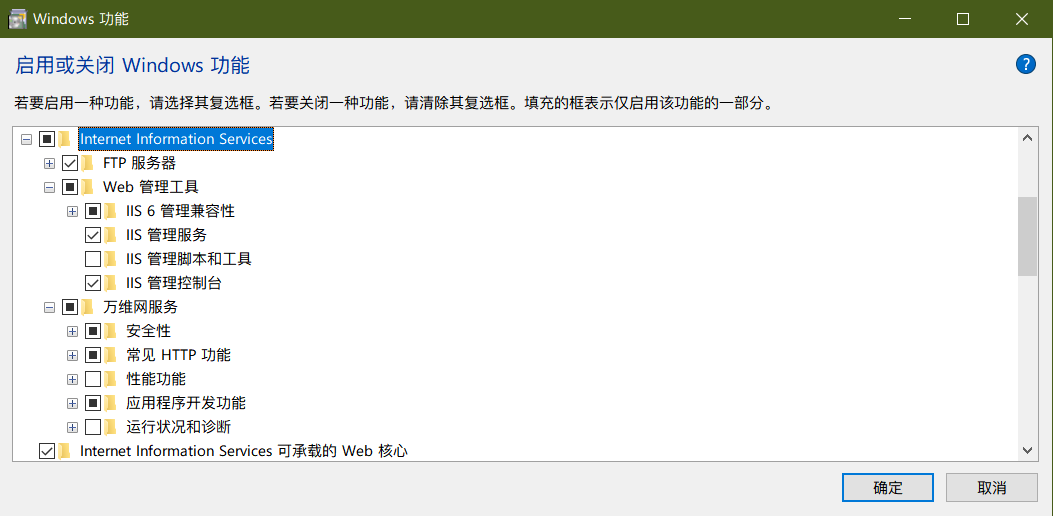 Windows 功能
启用或关闭 Windows 功能
若要启用一种功能，请选择其复选框。若要关闭一种功能，请清除其复选框。填充的框表示仅启用该功能的一部分。
Internet Information Services
FTP 服务器
Web 管理工具
IIS 6 管理兼容性
IIS 管理服务
IIS 管理脚本和工具
IIS 管理控制台
万维网服务
安全性
常见 HTTP 功能
性能功能
应用程序开发功能
运行状况和诊断
Internet Information Services 可承载的 Web 核心
确定
取消